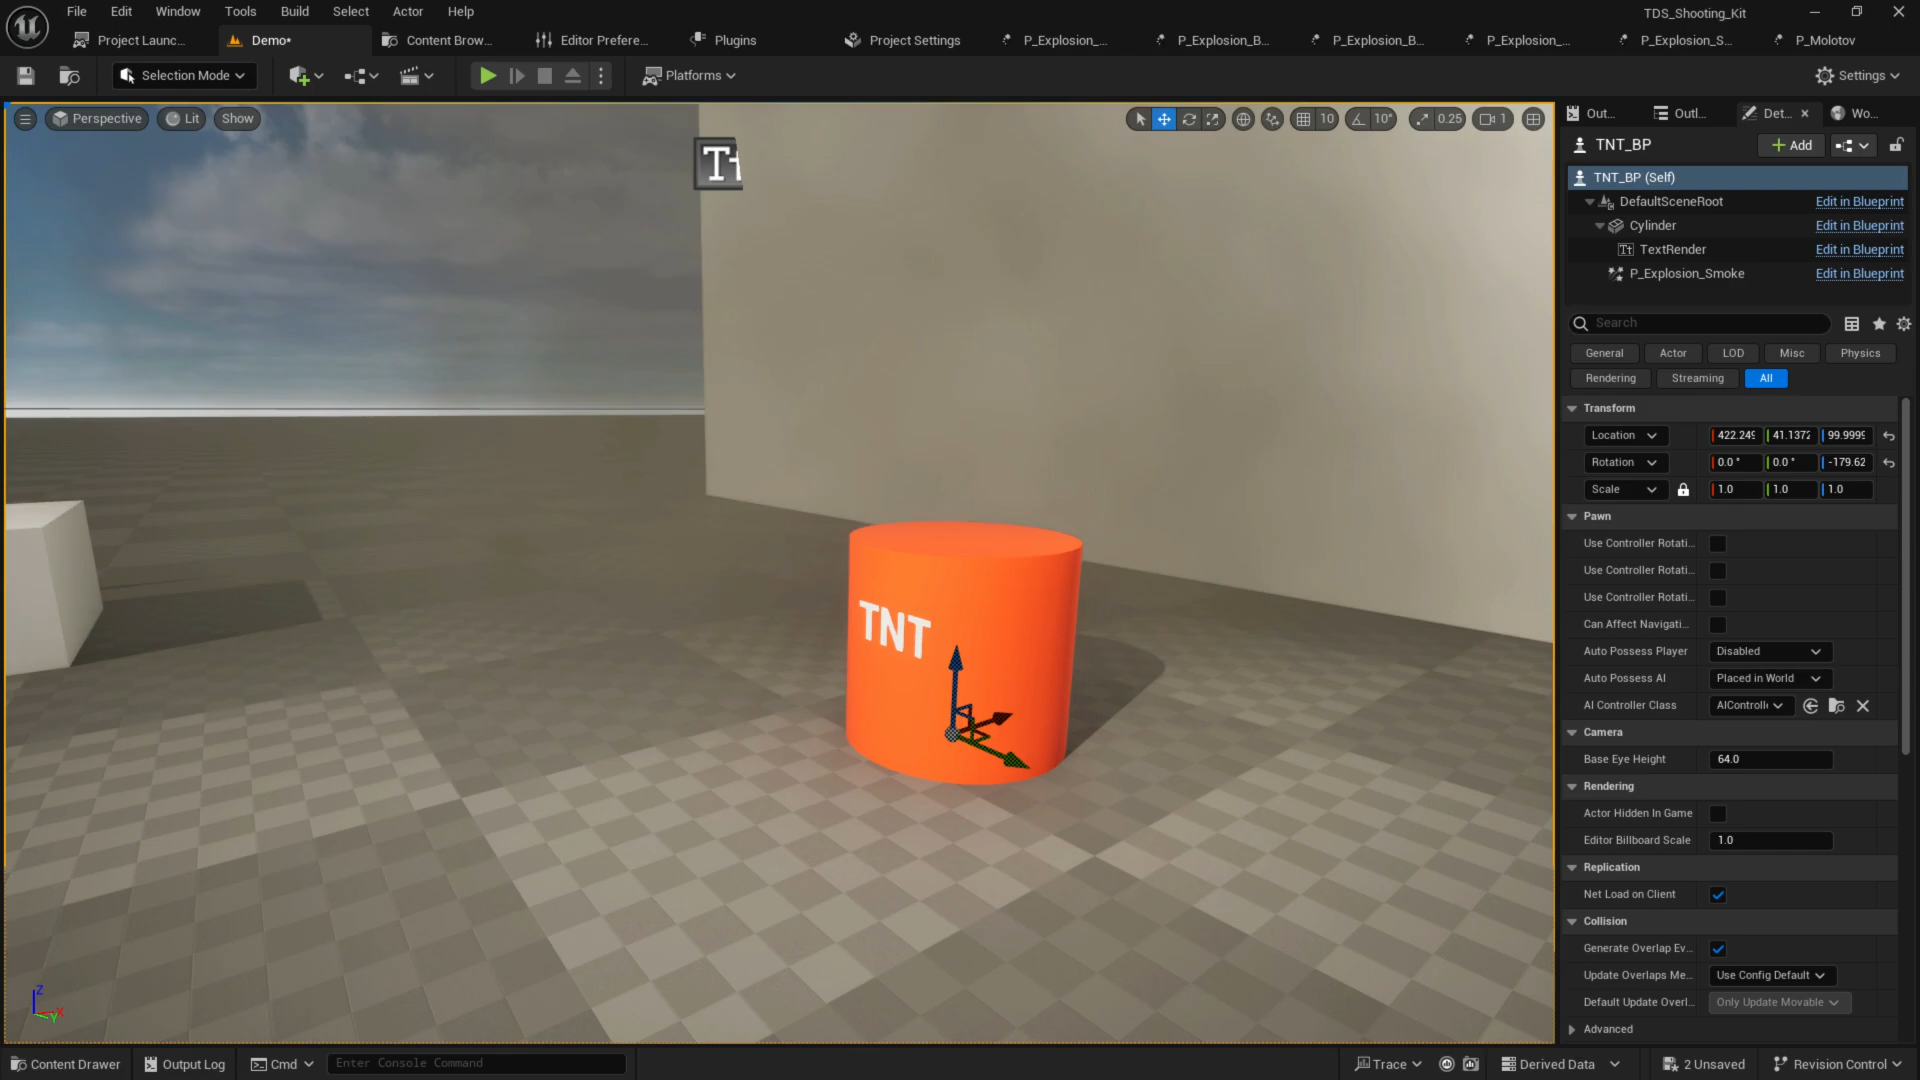 File Edit Window Tools Build Select Actor Help
TDS_Shooting_Kit
Project Launc... Demo* Content Brow... Editor Prefere... Plugins Project Settings P_Explosion_... P_Explosion_B... P_Explosion_B... P_Explosion_... P_Explosion_S... P_Molotov
Selection Mode Platforms Settings
Perspective Lit Show 10 10° 0.25 1
TNT
Out... Outl... Det... Wo...
TNT_BP Add
TNT_BP (Self)
DefaultSceneRoot Edit in Blueprint
Cylinder Edit in Blueprint
TextRender Edit in Blueprint
P_Explosion_Smoke Edit in Blueprint
Search
General Actor LOD Misc Physics
Rendering Streaming All
Transform
Location 422.249 41.1372 99.9999
Rotation 0.0 ° 0.0 ° -179.62
Scale 1.0 1.0 1.0
Pawn
Use Controller Rotati...
Use Controller Rotati...
Use Controller Rotati...
Can Affect Navigati...
Auto Possess Player Disabled
Auto Possess AI Placed in World
AI Controller Class AIControlle
Camera
Base Eye Height 64.0
Rendering
Actor Hidden In Game
Editor Billboard Scale 1.0
Replication
Net Load on Client
Collision
Generate Overlap Ev...
Update Overlaps Me... Use Config Default
Default Update Overl... Only Update Movable
Advanced
Z
X
Y
Content Drawer Output Log Cmd Enter Console Command Trace Derived Data 2 Unsaved Revision Control